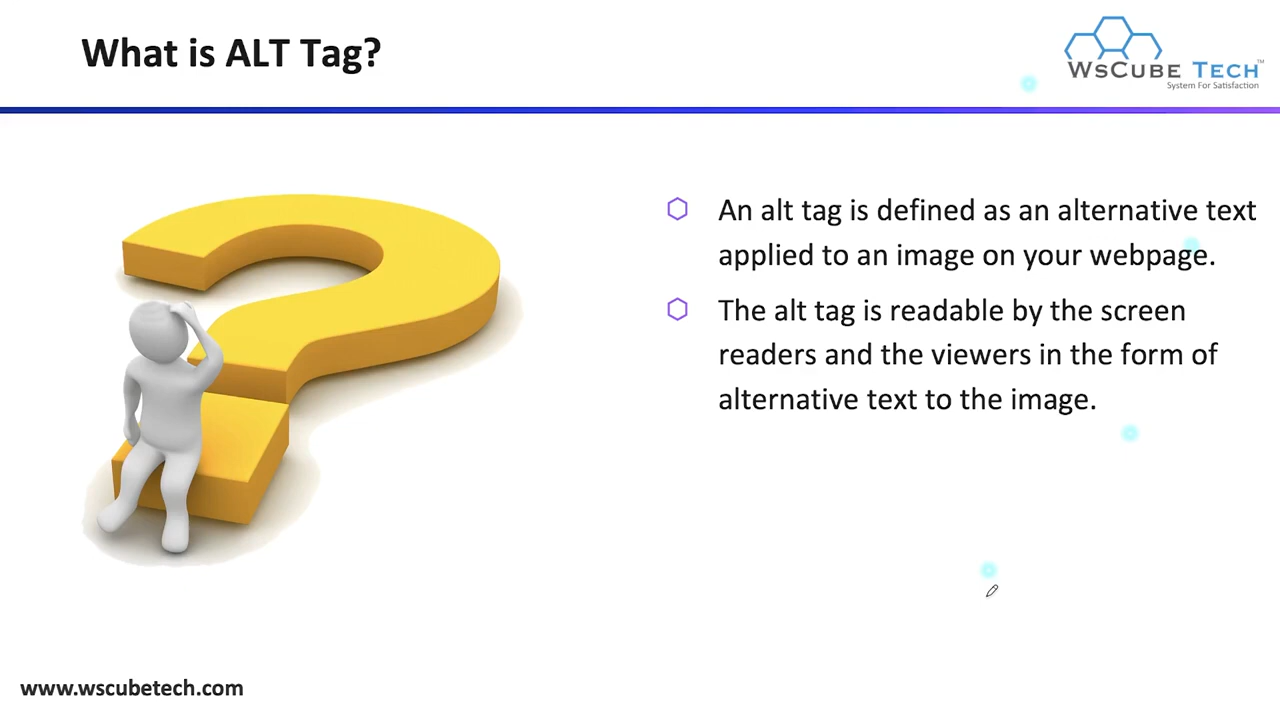 What is ALT Tag?
WSCUBE TECH™
System For Satisfaction
An alt tag is defined as an alternative text
applied to an image on your webpage.
The alt tag is readable by the screen
readers and the viewers in the form of
alternative text to the image.
www.wscubetech.com